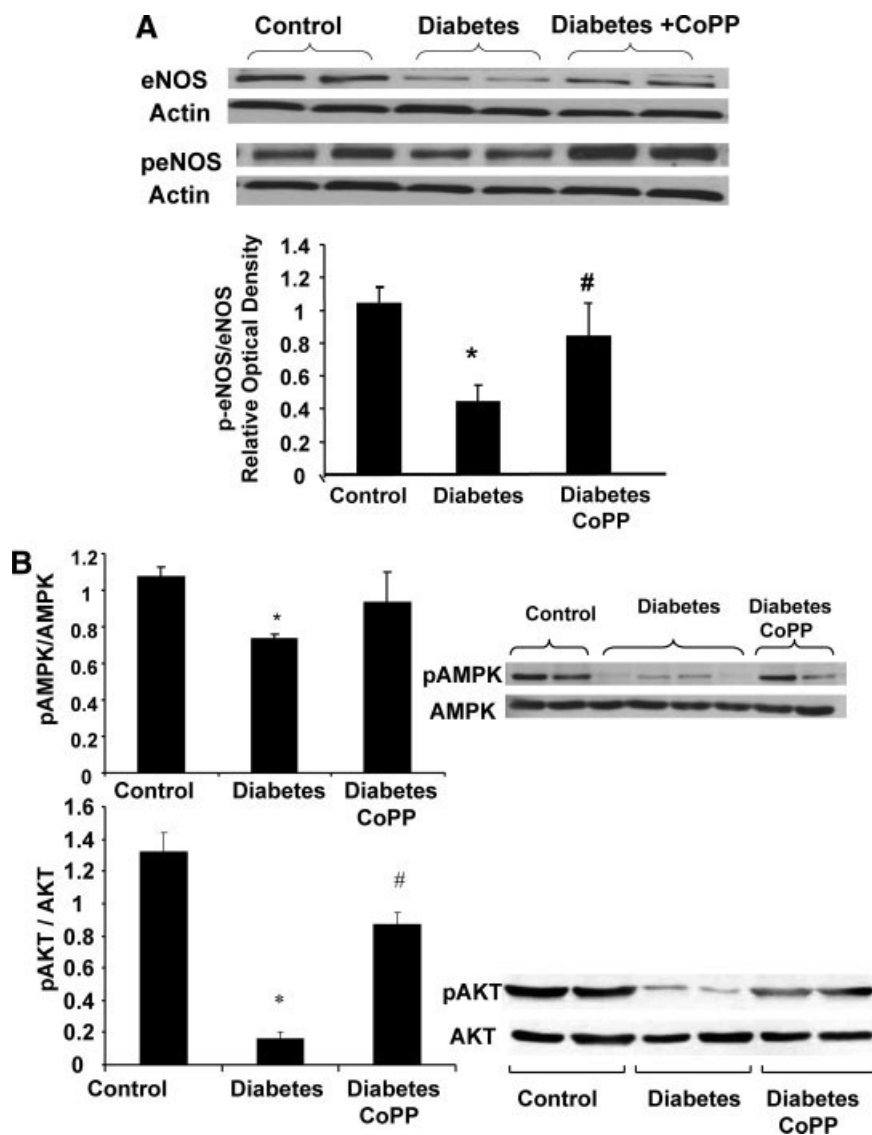 A
Control Diabetes Diabetes +CoPP
eNOS
Actin
peNOS
Actin
p-eNOS/eNOS
Relative Optical Density
1.4
1.2
1
0.8
0.6
0.4
0.2
0
*
#
Control Diabetes Diabetes
CoPP
B
pAMPK/AMPK
1.2
1
0.8
0.6
0.4
0.2
0
*
Control Diabetes Diabetes
CoPP
Control Diabetes Diabetes
CoPP
pAMPK
AMPK
pAKT / AKT
1.6
1.4
1.2
1
0.8
0.6
0.4
0.2
0
*
#
Control Diabetes Diabetes
CoPP
pAKT
AKT
Control Diabetes Diabetes
CoPP